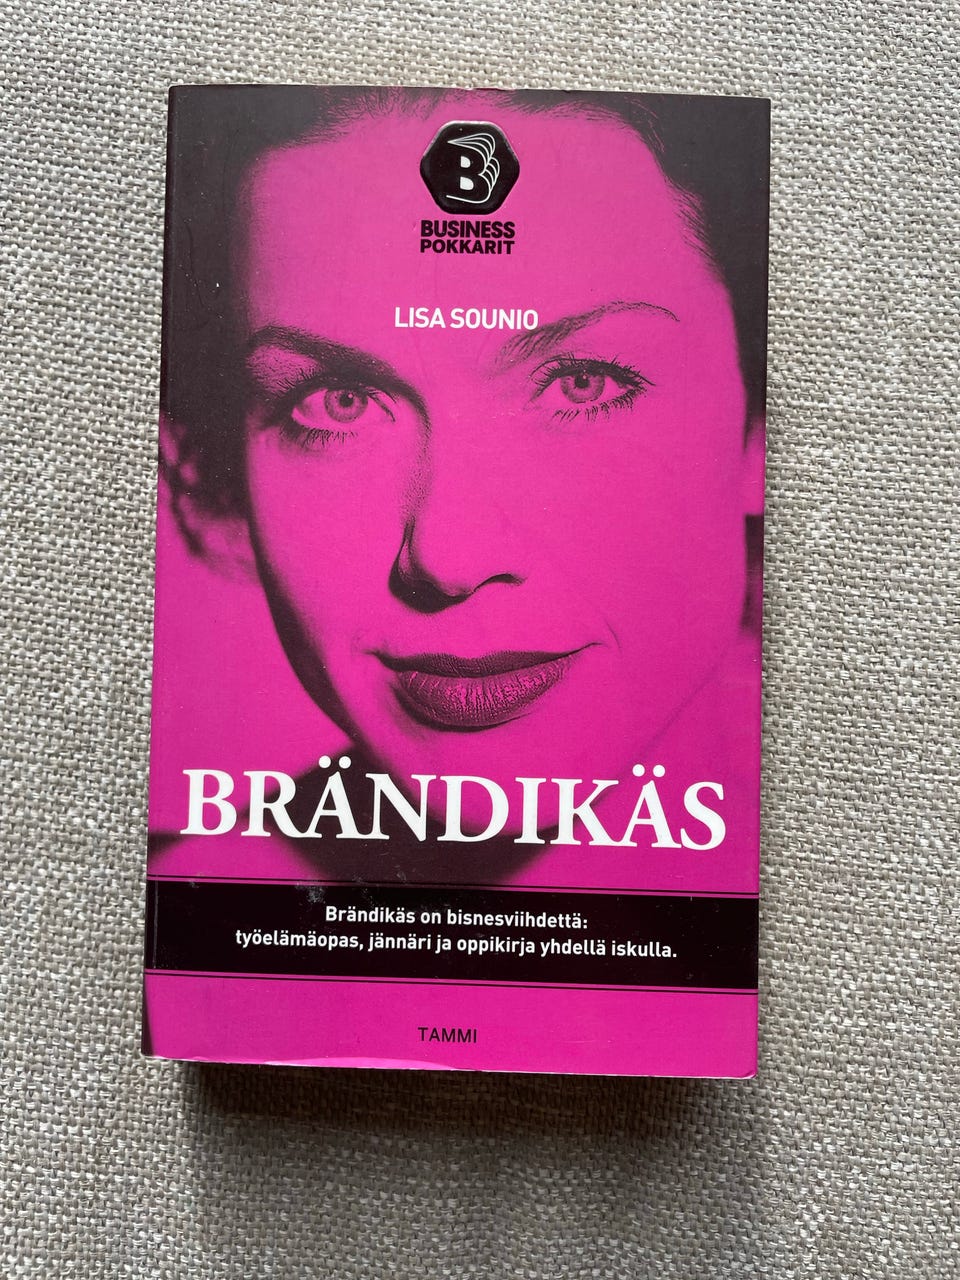 B
BUSINESS
POKKARIT
LISA SOUNIO
BRÄNDIKÄS
Brändikäs on bisnesviihdettä:
työelämäopas, jännäri ja oppikirja yhdellä iskulla.
TAMMI